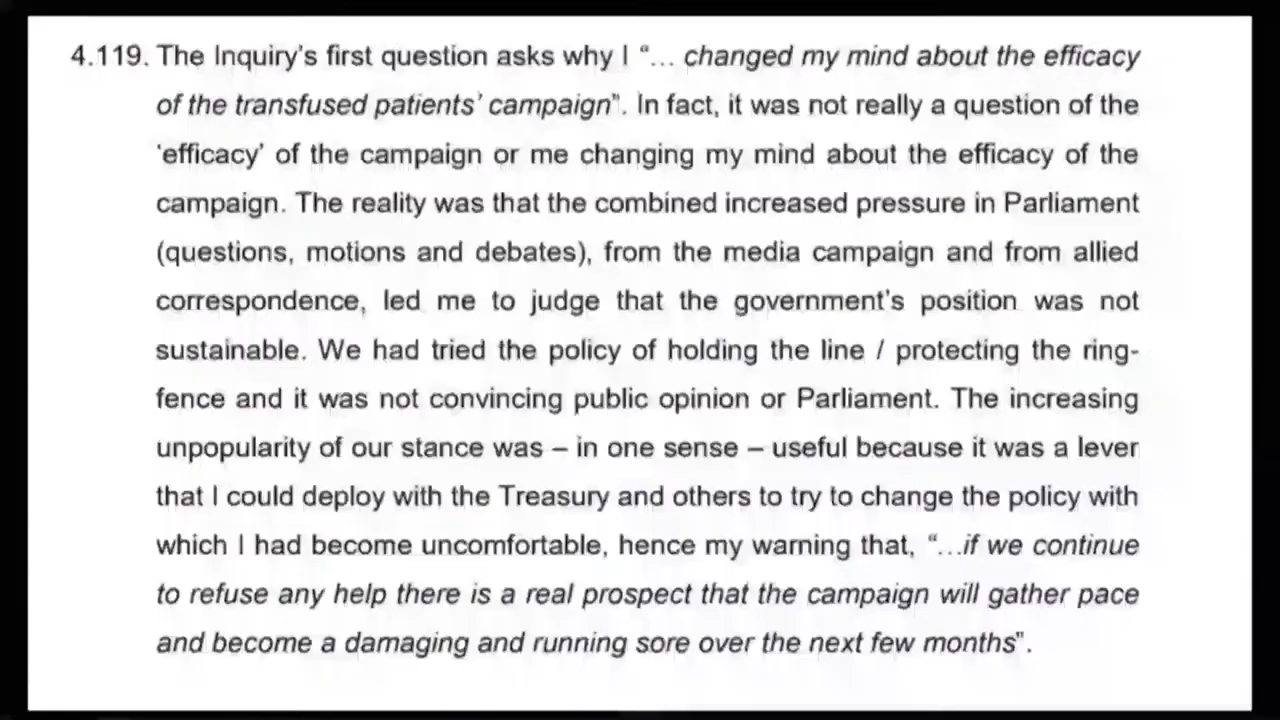 4.119. The Inquiry's first question asks why I “… changed my mind about the efficacy
of the transfused patients' campaign”. In fact, it was not really a question of the
‘efficacy’ of the campaign or me changing my mind about the efficacy of the
campaign. The reality was that the combined increased pressure in Parliament
(questions, motions and debates), from the media campaign and from allied
correspondence, led me to judge that the government's position was not
sustainable. We had tried the policy of holding the line / protecting the ring-
fence and it was not convincing public opinion or Parliament. The increasing
unpopularity of our stance was – in one sense – useful because it was a lever
that I could deploy with the Treasury and others to try to change the policy with
which I had become uncomfortable, hence my warning that, “…if we continue
to refuse any help there is a real prospect that the campaign will gather pace
and become a damaging and running sore over the next few months”.